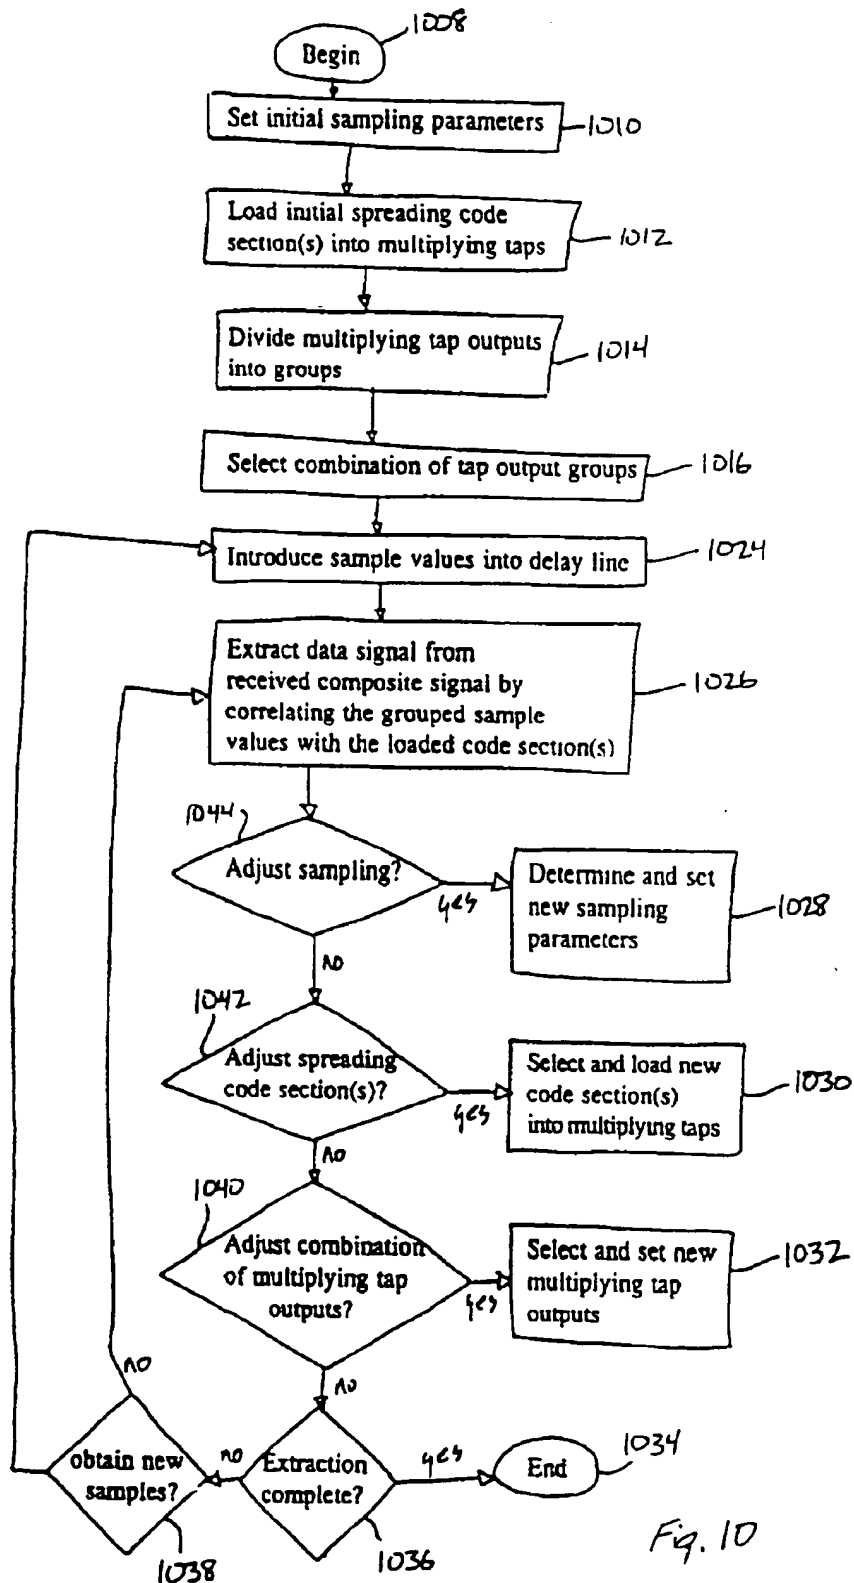 1008
Begin
Set initial sampling parameters
1010
Load initial spreading code
section(s) into multiplying taps
1012
Divide multiplying tap outputs
into groups
1014
Select combination of tap output groups
1016
Introduce sample values into delay line
1024
Extract data signal from
received composite signal by
correlating the grouped sample
values with the loaded code section(s)
1026
1044
Adjust sampling?
yes
Determine and set
new sampling
parameters
1028
no
1042
Adjust spreading
code section(s)?
yes
Select and load new
code section(s)
into multiplying taps
1030
no
1040
Adjust combination
of multiplying tap
outputs?
yes
Select and set new
multiplying tap
outputs
1032
no
no
obtain new
samples?
1038
no
Extraction
complete?
1036
yes
End
1034
Fig. 10